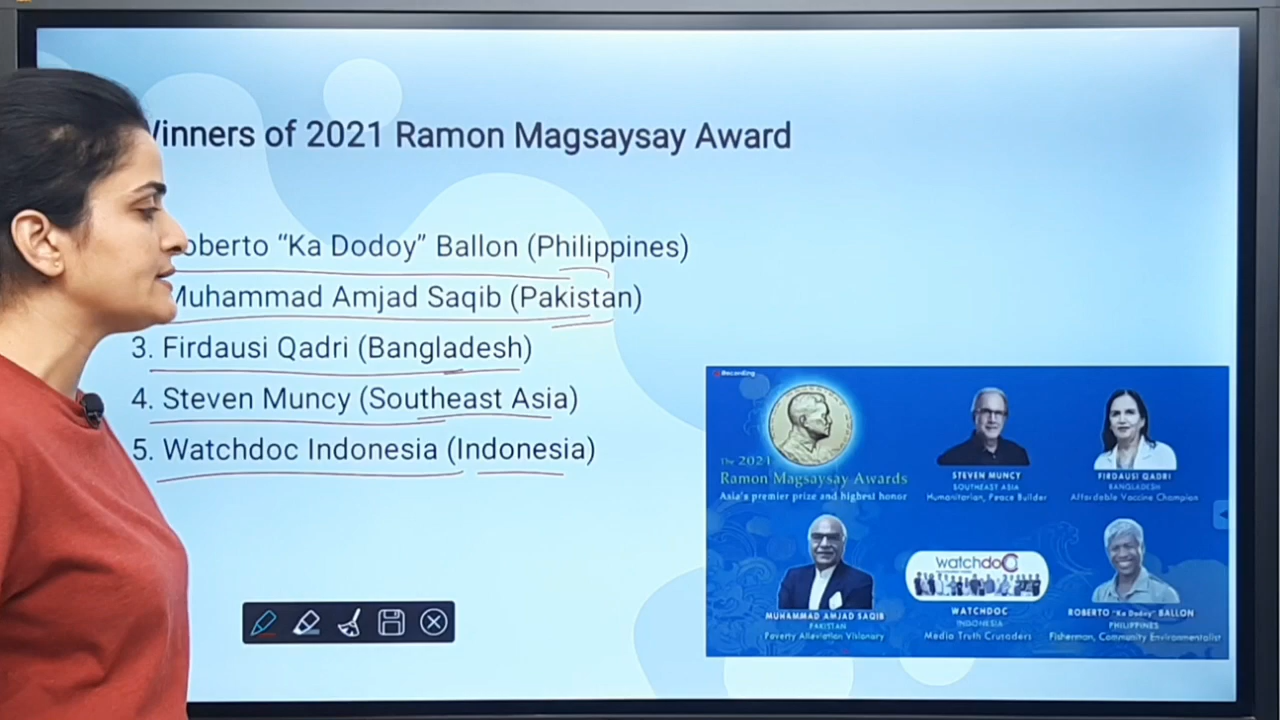 Winners of 2021 Ramon Magsaysay Award
oberto “Ka Dodoy” Ballon (Philippines)
Muhammad Amjad Saqib (Pakistan)
3. Firdausi Qadri (Bangladesh)
4. Steven Muncy (Southeast Asia)
5. Watchdoc Indonesia (Indonesia)
Recording
The 2021
Ramon Magsaysay Awards
Asia's premier prize and highest honor
STEVEN MUNCY
SOUTHEAST ASIA
Humanitarian, Peace Builder
FIRDAUSI QADRI
BANGLADESH
Affordable Vaccine Champion
MUHAMMAD AMJAD SAQIB
PAKISTAN
Poverty Alleviation Visionary
watchdoc
WATCHDOC
INDONESIA
Media Truth Crusaders
ROBERTO "Ka Dodoy" BALLON
PHILIPPINES
Fisherman, Community Environmentalist